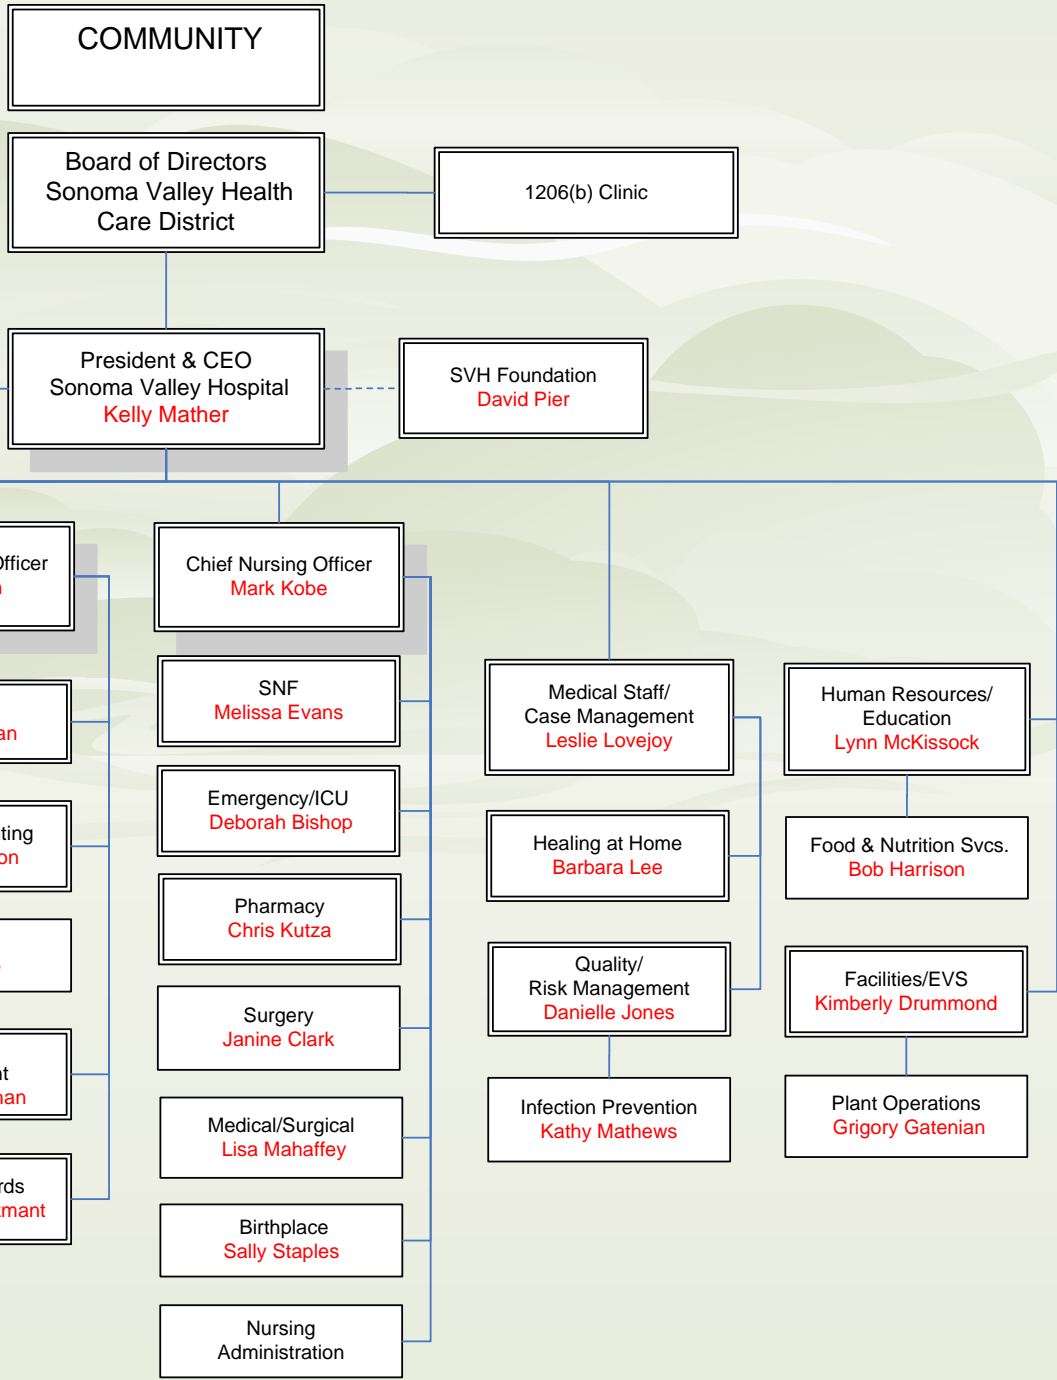 COMMUNITY
Board of Directors
Sonoma Valley Health
Care District
1206(b) Clinic
President & CEO
Sonoma Valley Hospital
Kelly Mather
SVH Foundation
David Pier
Chief Nursing Officer
Mark Kobe
SNF
Melissa Evans
Emergency/ICU
Deborah Bishop
Pharmacy
Chris Kutza
Surgery
Janine Clark
Medical/Surgical
Lisa Mahaffey
Birthplace
Sally Staples
Nursing
Administration
Medical Staff/
Case Management
Leslie Lovejoy
Healing at Home
Barbara Lee
Quality/
Risk Management
Danielle Jones
Infection Prevention
Kathy Mathews
Human Resources/
Education
Lynn McKissock
Food & Nutrition Svcs.
Bob Harrison
Facilities/EVS
Kimberly Drummond
Plant Operations
Grigory Gatenian